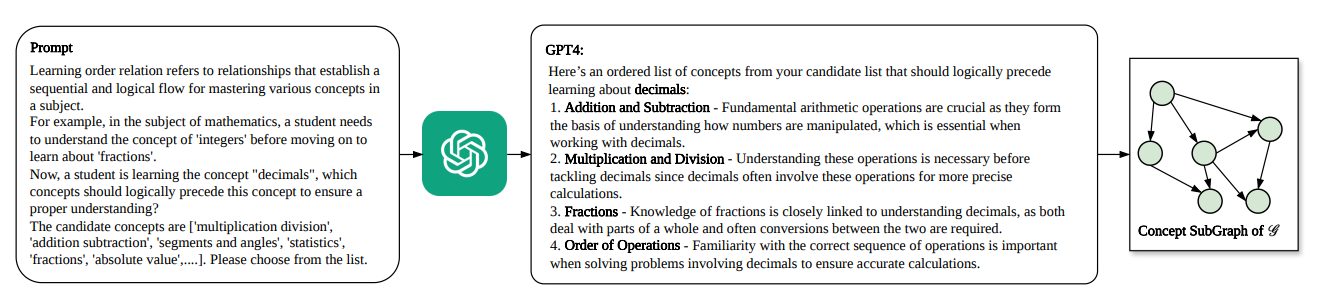 Prompt
Learning order relation refers to relationships that establish a
sequential and logical flow for mastering various concepts in
a subject.
For example, in the subject of mathematics, a student needs
to understand the concept of 'integers' before moving on to
learn about 'fractions'.
Now, a student is learning the concept "decimals", which
concepts should logically precede this concept to ensure a
proper understanding?
The candidate concepts are ['multiplication division',
'addition subtraction', 'segments and angles', 'statistics',
'fractions', 'absolute value',....]. Please choose from the list.
GPT4:
Here's an ordered list of concepts from your candidate list that should logically precede
learning about decimals:
1. Addition and Subtraction - Fundamental arithmetic operations are crucial as they form
the basis of understanding how numbers are manipulated, which is essential when
working with decimals.
2. Multiplication and Division - Understanding these operations is necessary before
tackling decimals since decimals often involve these operations for more precise
calculations.
3. Fractions - Knowledge of fractions is closely linked to understanding decimals, as both
deal with parts of a whole and often conversions between the two are required.
4. Order of Operations - Familiarity with the correct sequence of operations is important
when solving problems involving decimals to ensure accurate calculations.
Concept SubGraph of 𝒢